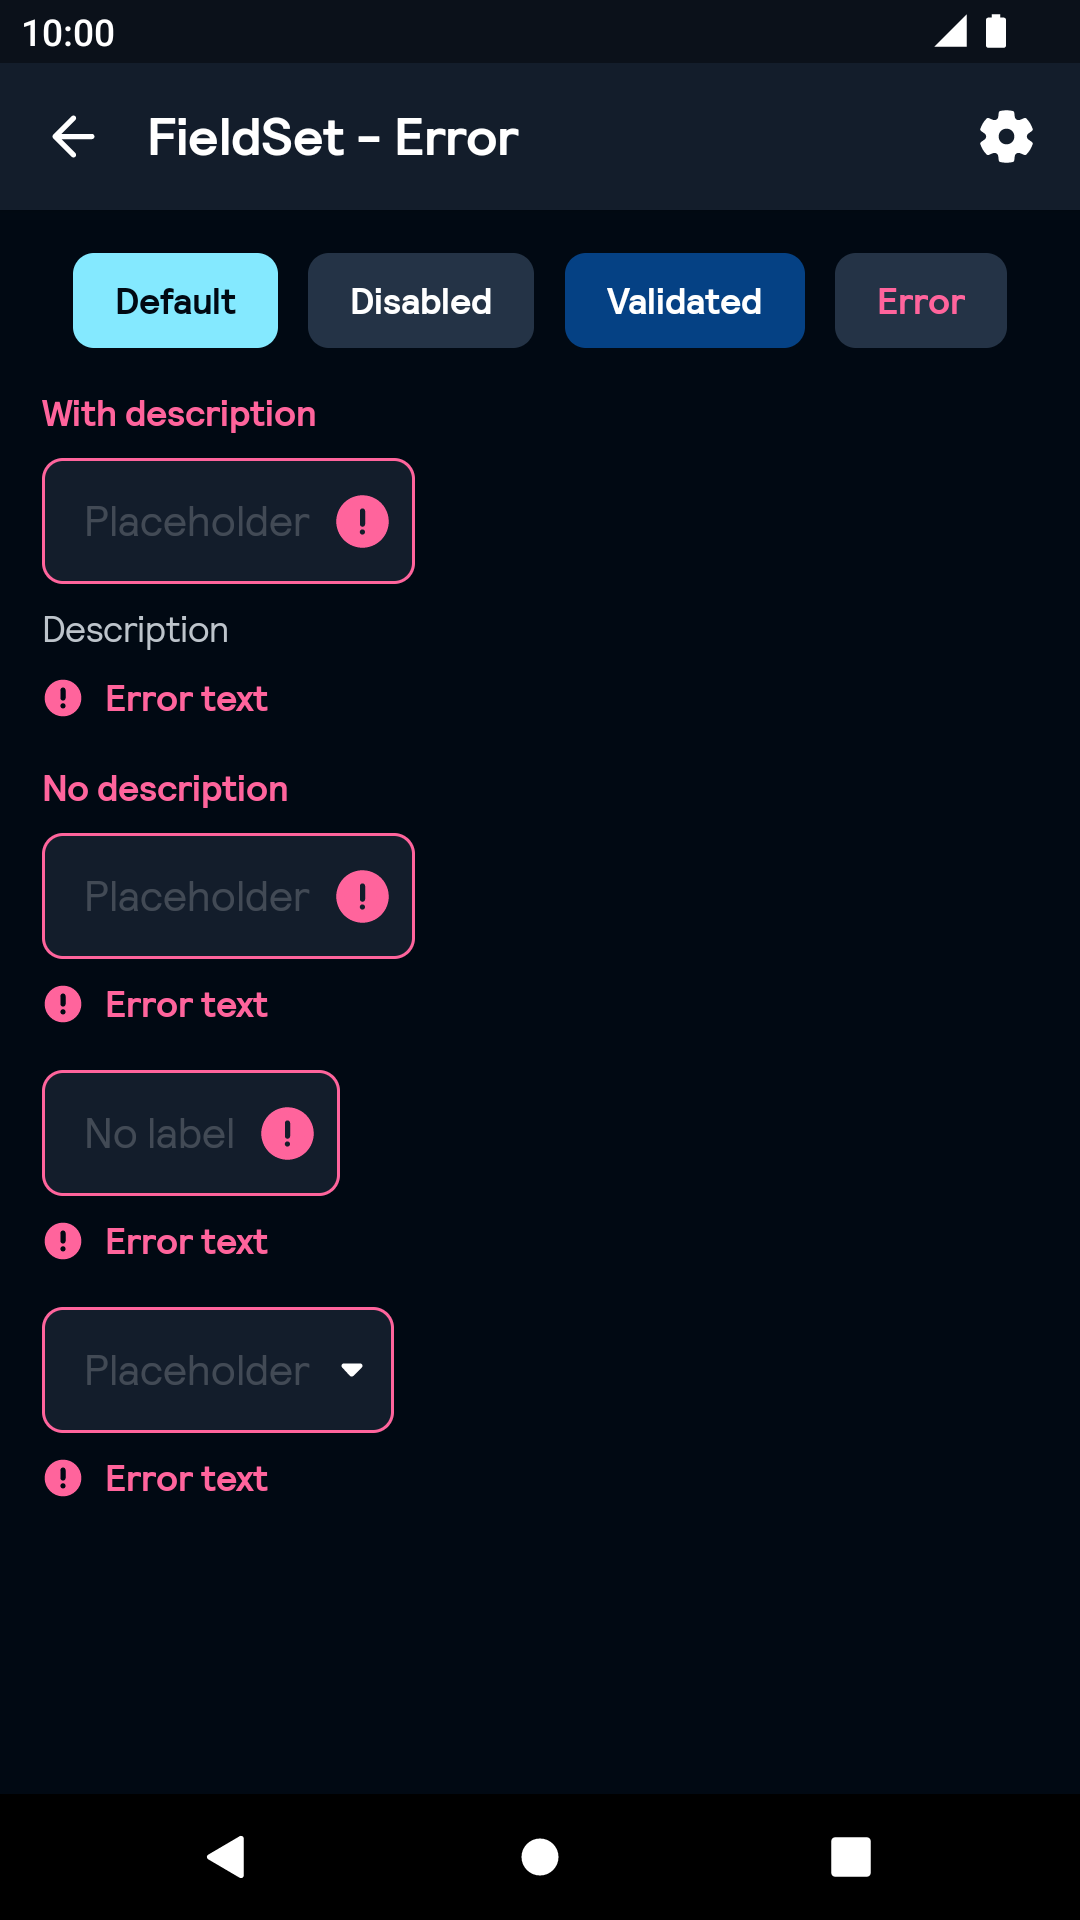 10:00
FieldSet - Error
Default Disabled Validated Error
With description
Placeholder
Description
Error text
No description
Placeholder
Error text
No label
Error text
Placeholder
Error text